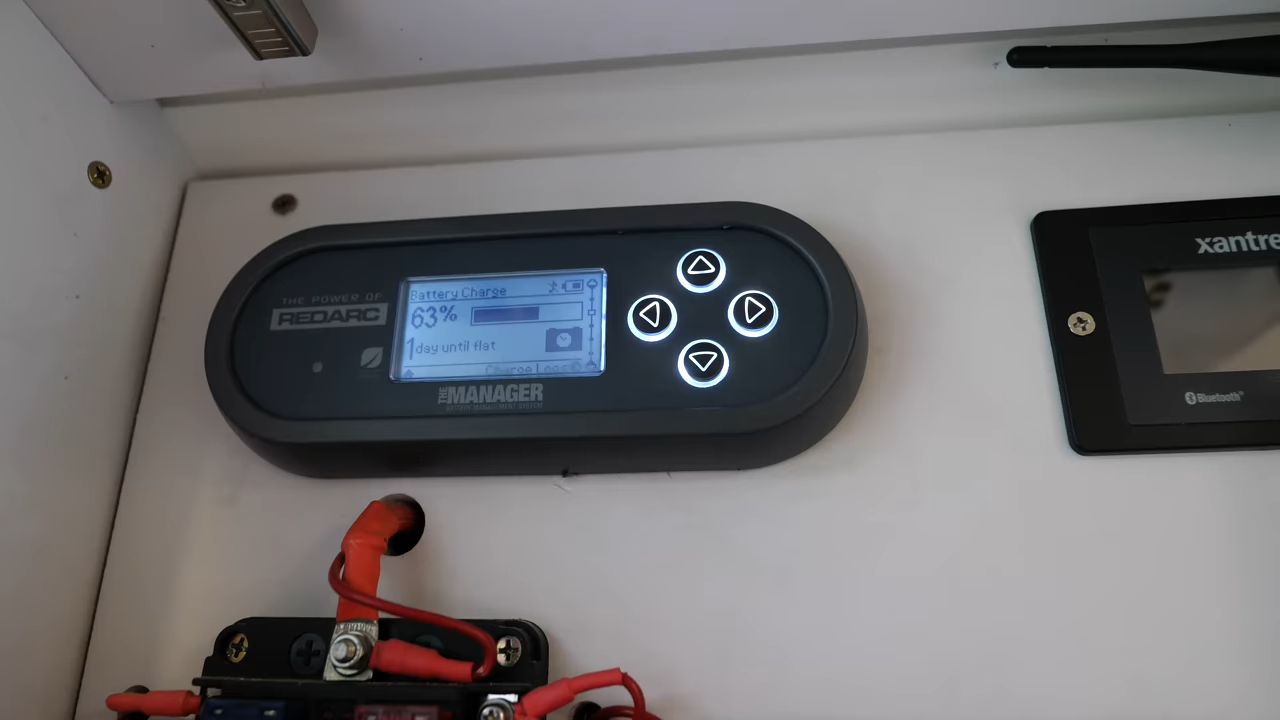 THE POWER OF
REDARC
Battery Charge
63%
1 day until flat
Charge Log
THE MANAGER
BATTERY MANAGEMENT SYSTEM
xantre
Bluetooth®